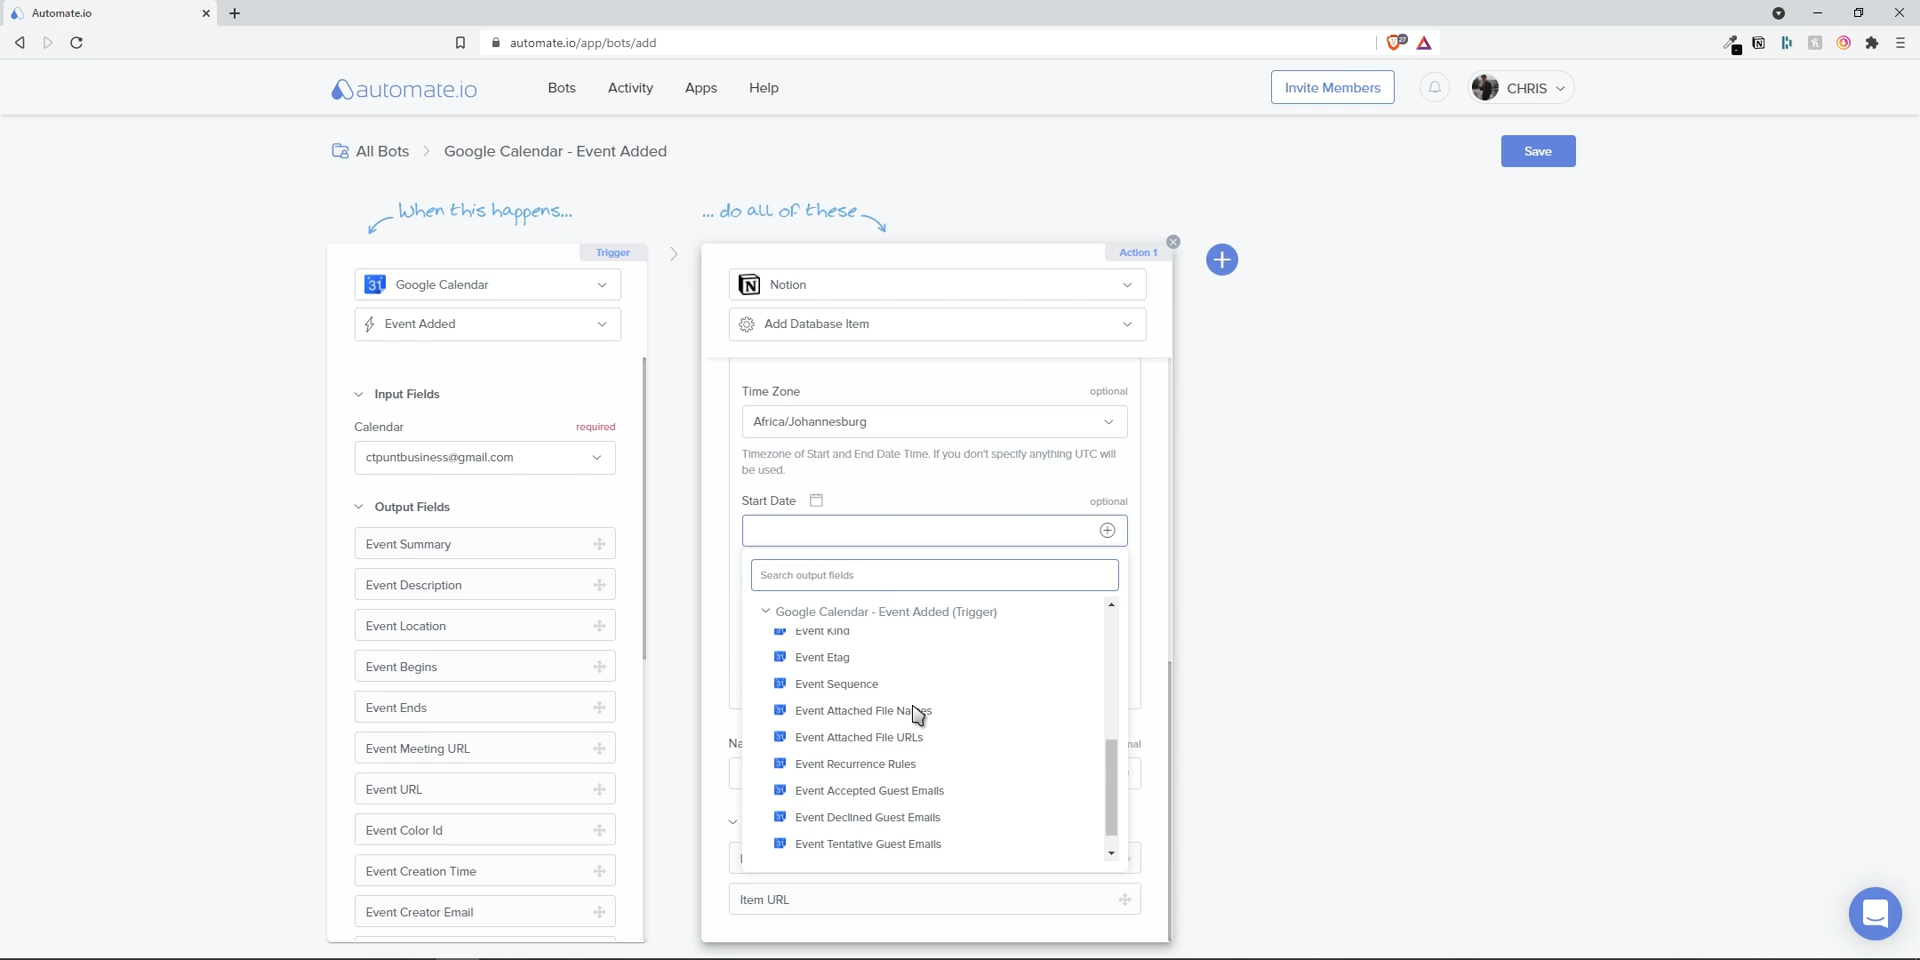 Automate.io
automate.io/app/bots/add
27
automate.io
Bots
Activity
Apps
Help
Invite Members
CHRIS
All Bots
Google Calendar - Event Added
Save
When this happens...
... do all of these
Trigger
31 Google Calendar
Event Added
Input Fields
Calendar
required
ctpuntbusiness@gmail.com
Output Fields
Event Summary
Event Description
Event Location
Event Begins
Event Ends
Event Meeting URL
Event URL
Event Color Id
Event Creation Time
Event Creator Email
Action 1
Notion
Add Database Item
Time Zone
optional
Africa/Johannesburg
Timezone of Start and End Date Time. If you don't specify anything UTC will
be used.
Start Date
optional
Search output fields
Google Calendar - Event Added (Trigger)
Event Kind
Event Etag
Event Sequence
Event Attached File Names
Event Attached File URLs
Event Recurrence Rules
Event Accepted Guest Emails
Event Declined Guest Emails
Event Tentative Guest Emails
Item URL